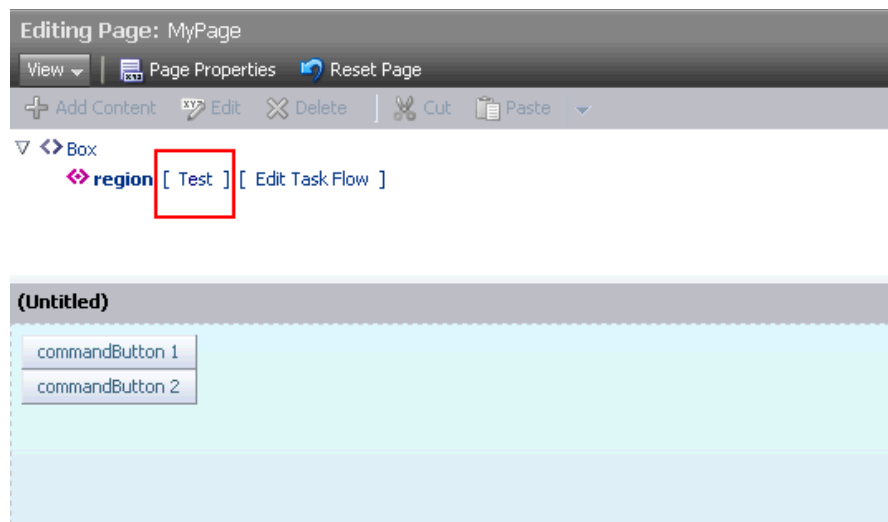 Editing Page: MyPage
View Page Properties Reset Page
Add Content Edit Delete Cut Paste
Box
region [ Test ] [ Edit Task Flow ]
(Untitled)
commandButton 1
commandButton 2